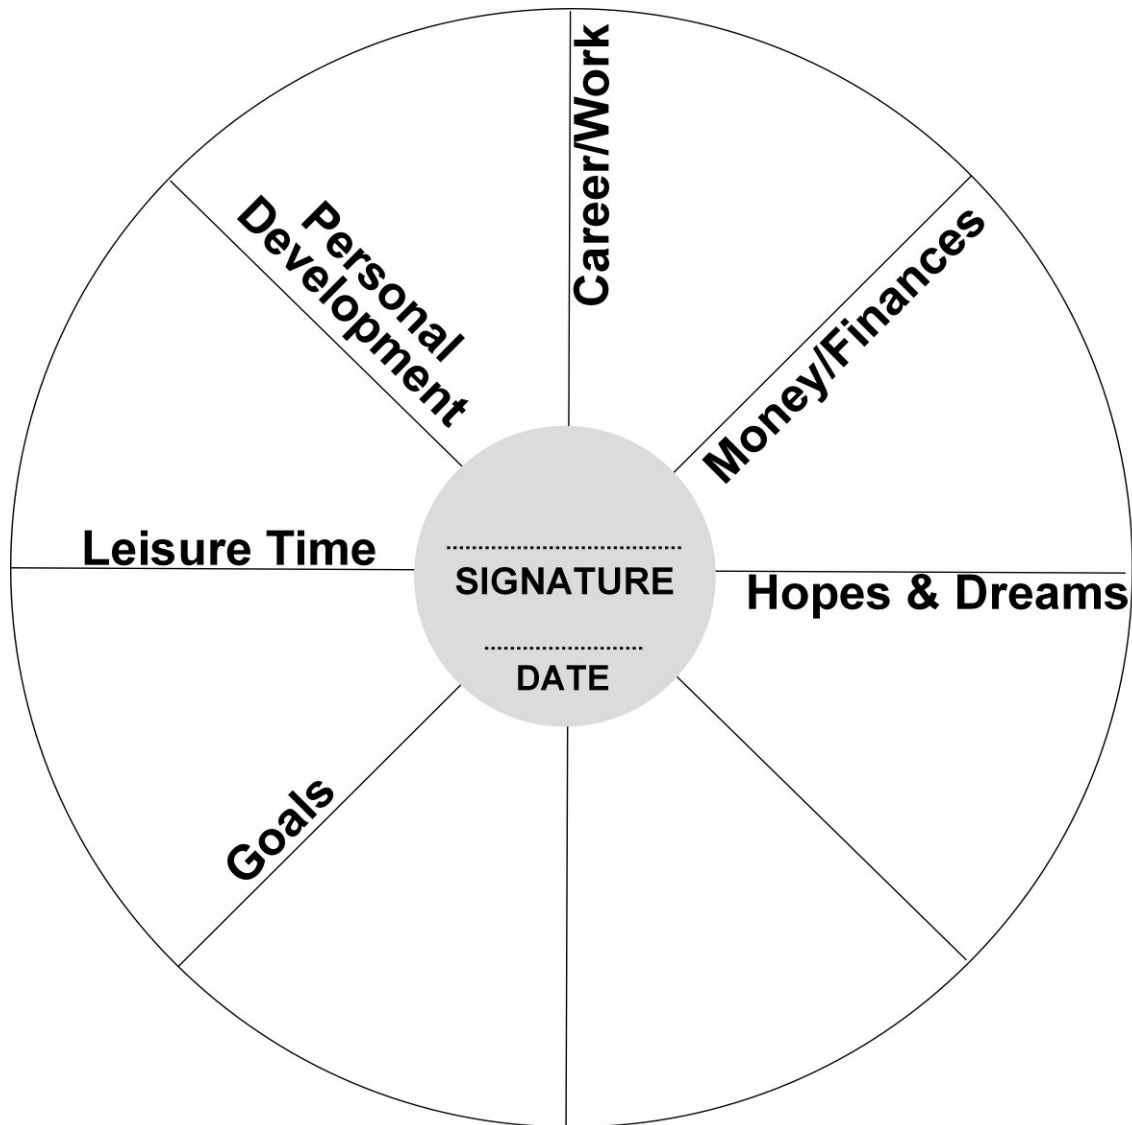 Career/Work
Personal
Development
Money/Finances
Leisure Time
SIGNATURE
Hopes & Dreams
DATE
Goals